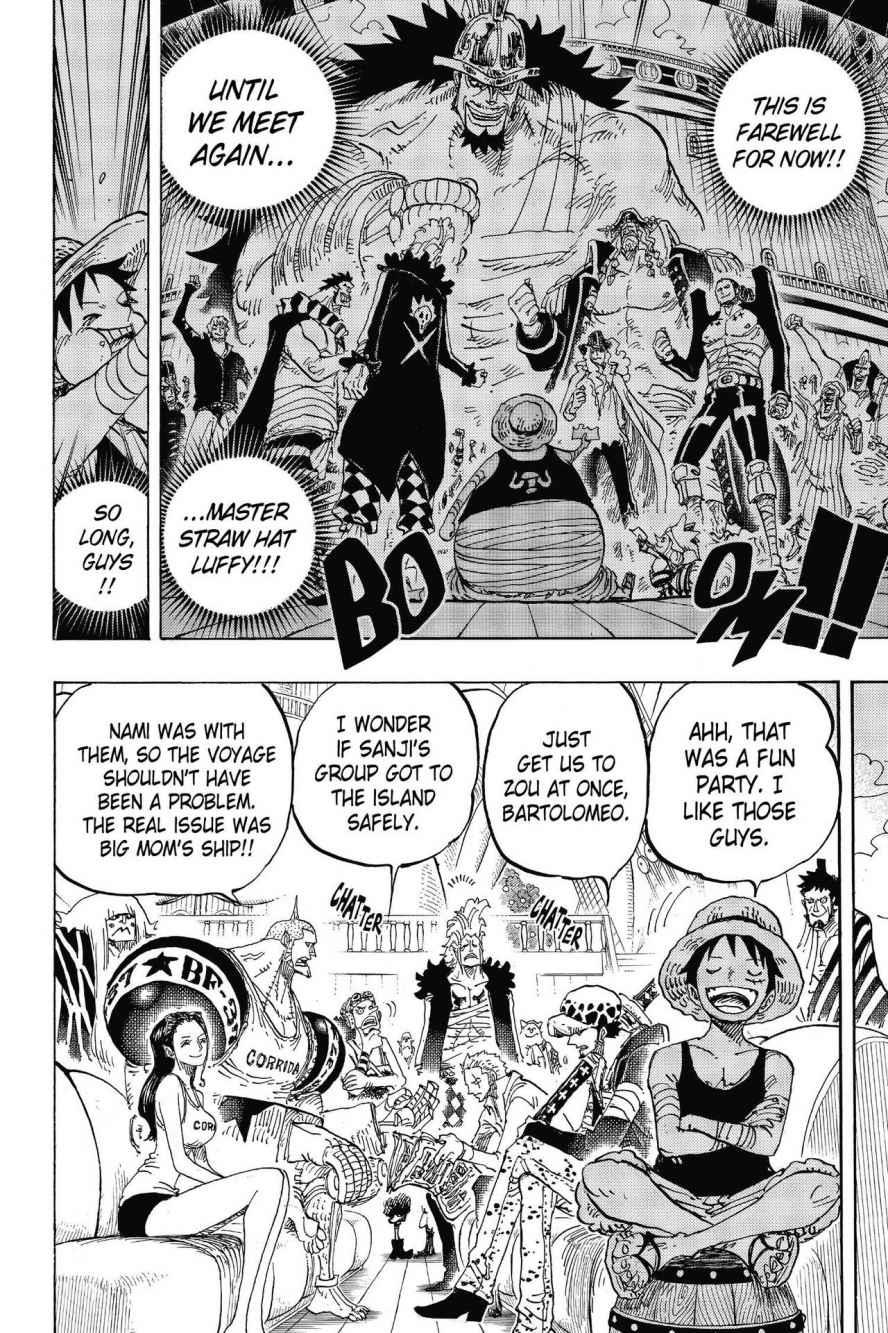 THIS IS
FAREWELL
FOR NOW!!
UNTIL
WE MEET
AGAIN...
...MASTER
STRAW HAT
LUFFY!!!
BOOM!!
SO
LONG,
GUYS
!!
AHH, THAT
WAS A FUN
PARTY. I
LIKE THOSE
GUYS.
JUST
GET US TO
ZOU AT ONCE,
BARTOLOMEO.
I WONDER
IF SANJI'S
GROUP GOT TO
THE ISLAND
SAFELY.
NAMI WAS WITH
THEM, SO THE VOYAGE
SHOULDN'T HAVE
BEEN A PROBLEM.
THE REAL ISSUE WAS
BIG MOM'S SHIP!!
CHATTER
CHATTER
BF-3
CORRIDA
COR